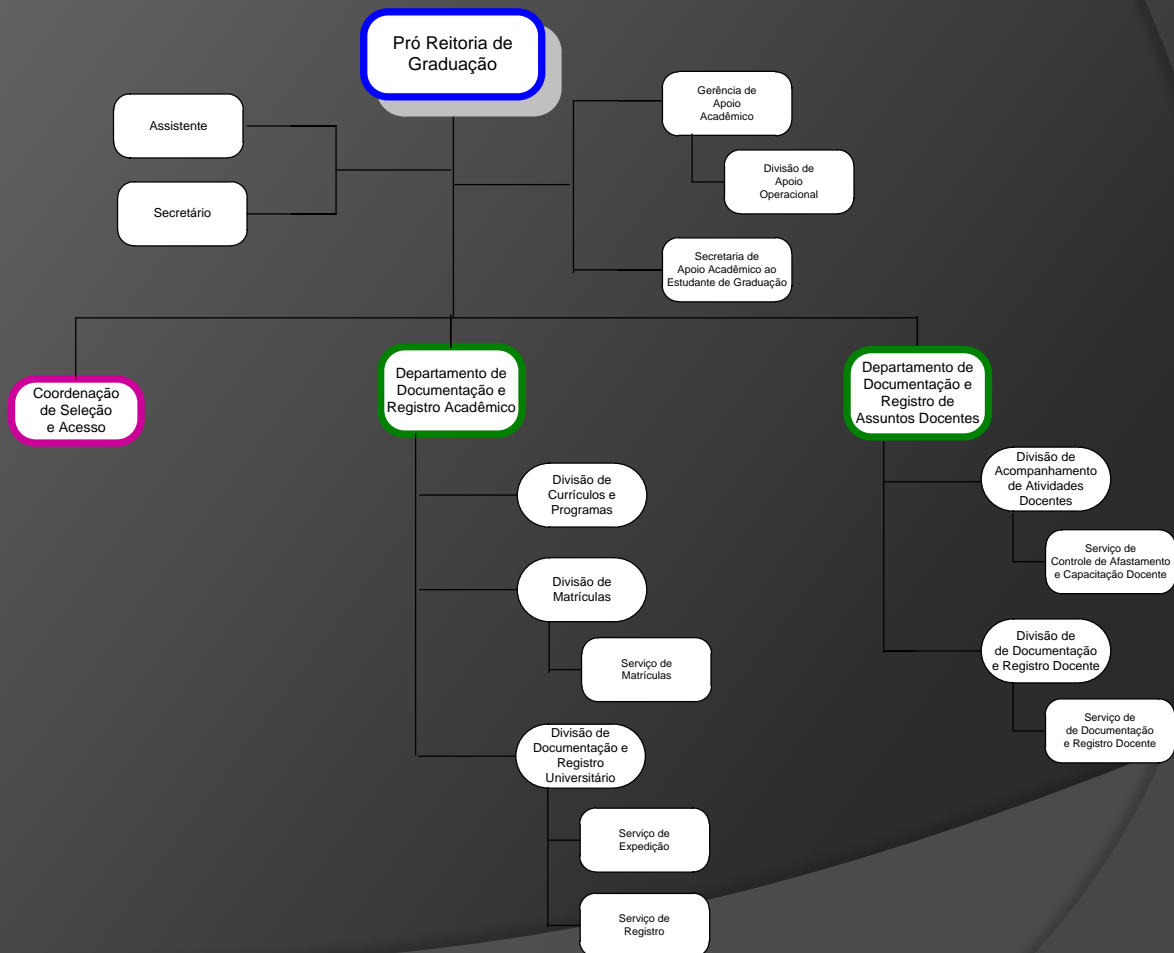 Pró Reitoria de
Graduação
Assistente
Secretário
Gerência de
Apoio
Acadêmico
Divisão de
Apoio
Operacional
Secretaria de
Apoio Acadêmico ao
Estudante de Graduação
Coordenação
de Seleção
e Acesso
Departamento de
Documentação e
Registro Acadêmico
Divisão de
Currículos e
Programas
Divisão de
Matrículas
Serviço de
Matrículas
Divisão de
Documentação e
Registro
Universitário
Serviço de
Expedição
Serviço de
Registro
Departamento de
Documentação e
Registro de
Assuntos Docentes
Divisão de
Acompanhamento
de Atividades
Docentes
Serviço de
Controle de Afastamento
e Capacitação Docente
Divisão de
de Documentação
e Registro Docente
Serviço de
de Documentação
e Registro Docente